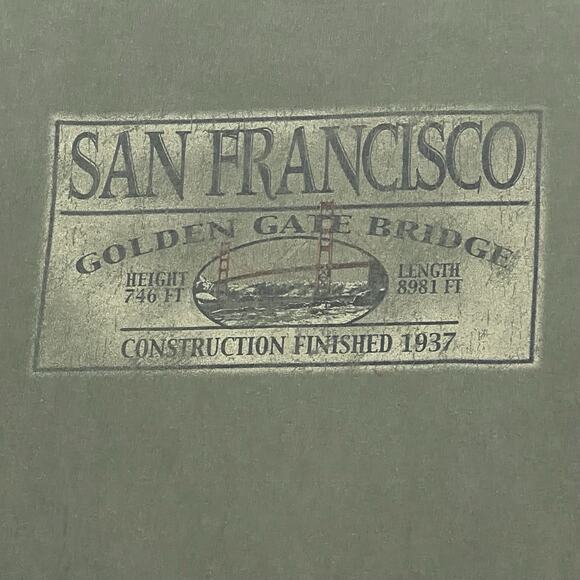 SAN FRANCISCO
GOLDEN GATE BRIDGE
HEIGHT
746 FT
LENGTH
8981 FT
CONSTRUCTION FINISHED 1937